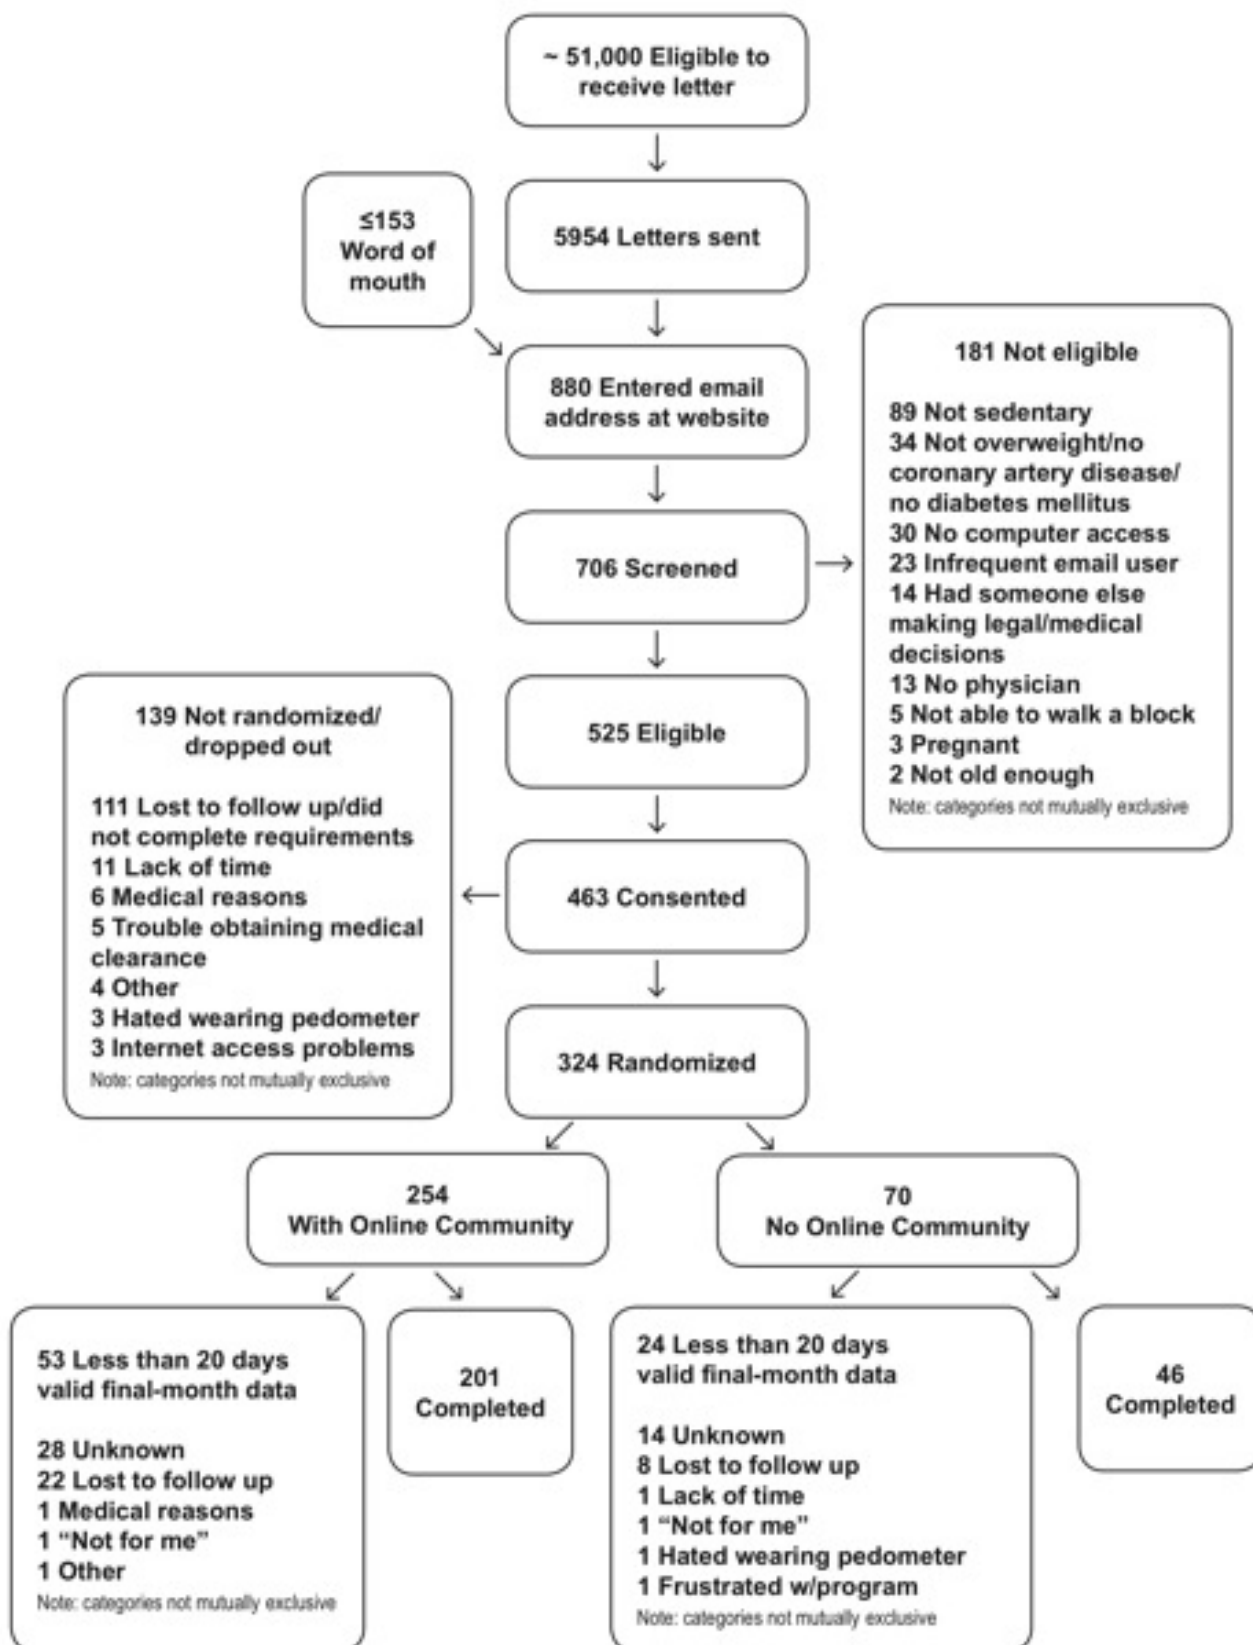 ~ 51,000 Eligible to
receive letter
≤153
Word of
mouth
5954 Letters sent
880 Entered email
address at website
181 Not eligible
89 Not sedentary
34 Not overweight/no
coronary artery disease/
no diabetes mellitus
30 No computer access
23 Infrequent email user
14 Had someone else
making legal/medical
decisions
13 No physician
5 Not able to walk a block
3 Pregnant
2 Not old enough
Note: categories not mutually exclusive
706 Screened
525 Eligible
139 Not randomized/
dropped out
111 Lost to follow up/did
not complete requirements
11 Lack of time
6 Medical reasons
5 Trouble obtaining medical
clearance
4 Other
3 Hated wearing pedometer
3 Internet access problems
Note: categories not mutually exclusive
463 Consented
324 Randomized
254
With Online Community
70
No Online Community
53 Less than 20 days
valid final-month data
28 Unknown
22 Lost to follow up
1 Medical reasons
1 “Not for me”
1 Other
Note: categories not mutually exclusive
201
Completed
24 Less than 20 days
valid final-month data
14 Unknown
8 Lost to follow up
1 Lack of time
1 “Not for me”
1 Hated wearing pedometer
1 Frustrated w/program
Note: categories not mutually exclusive
46
Completed